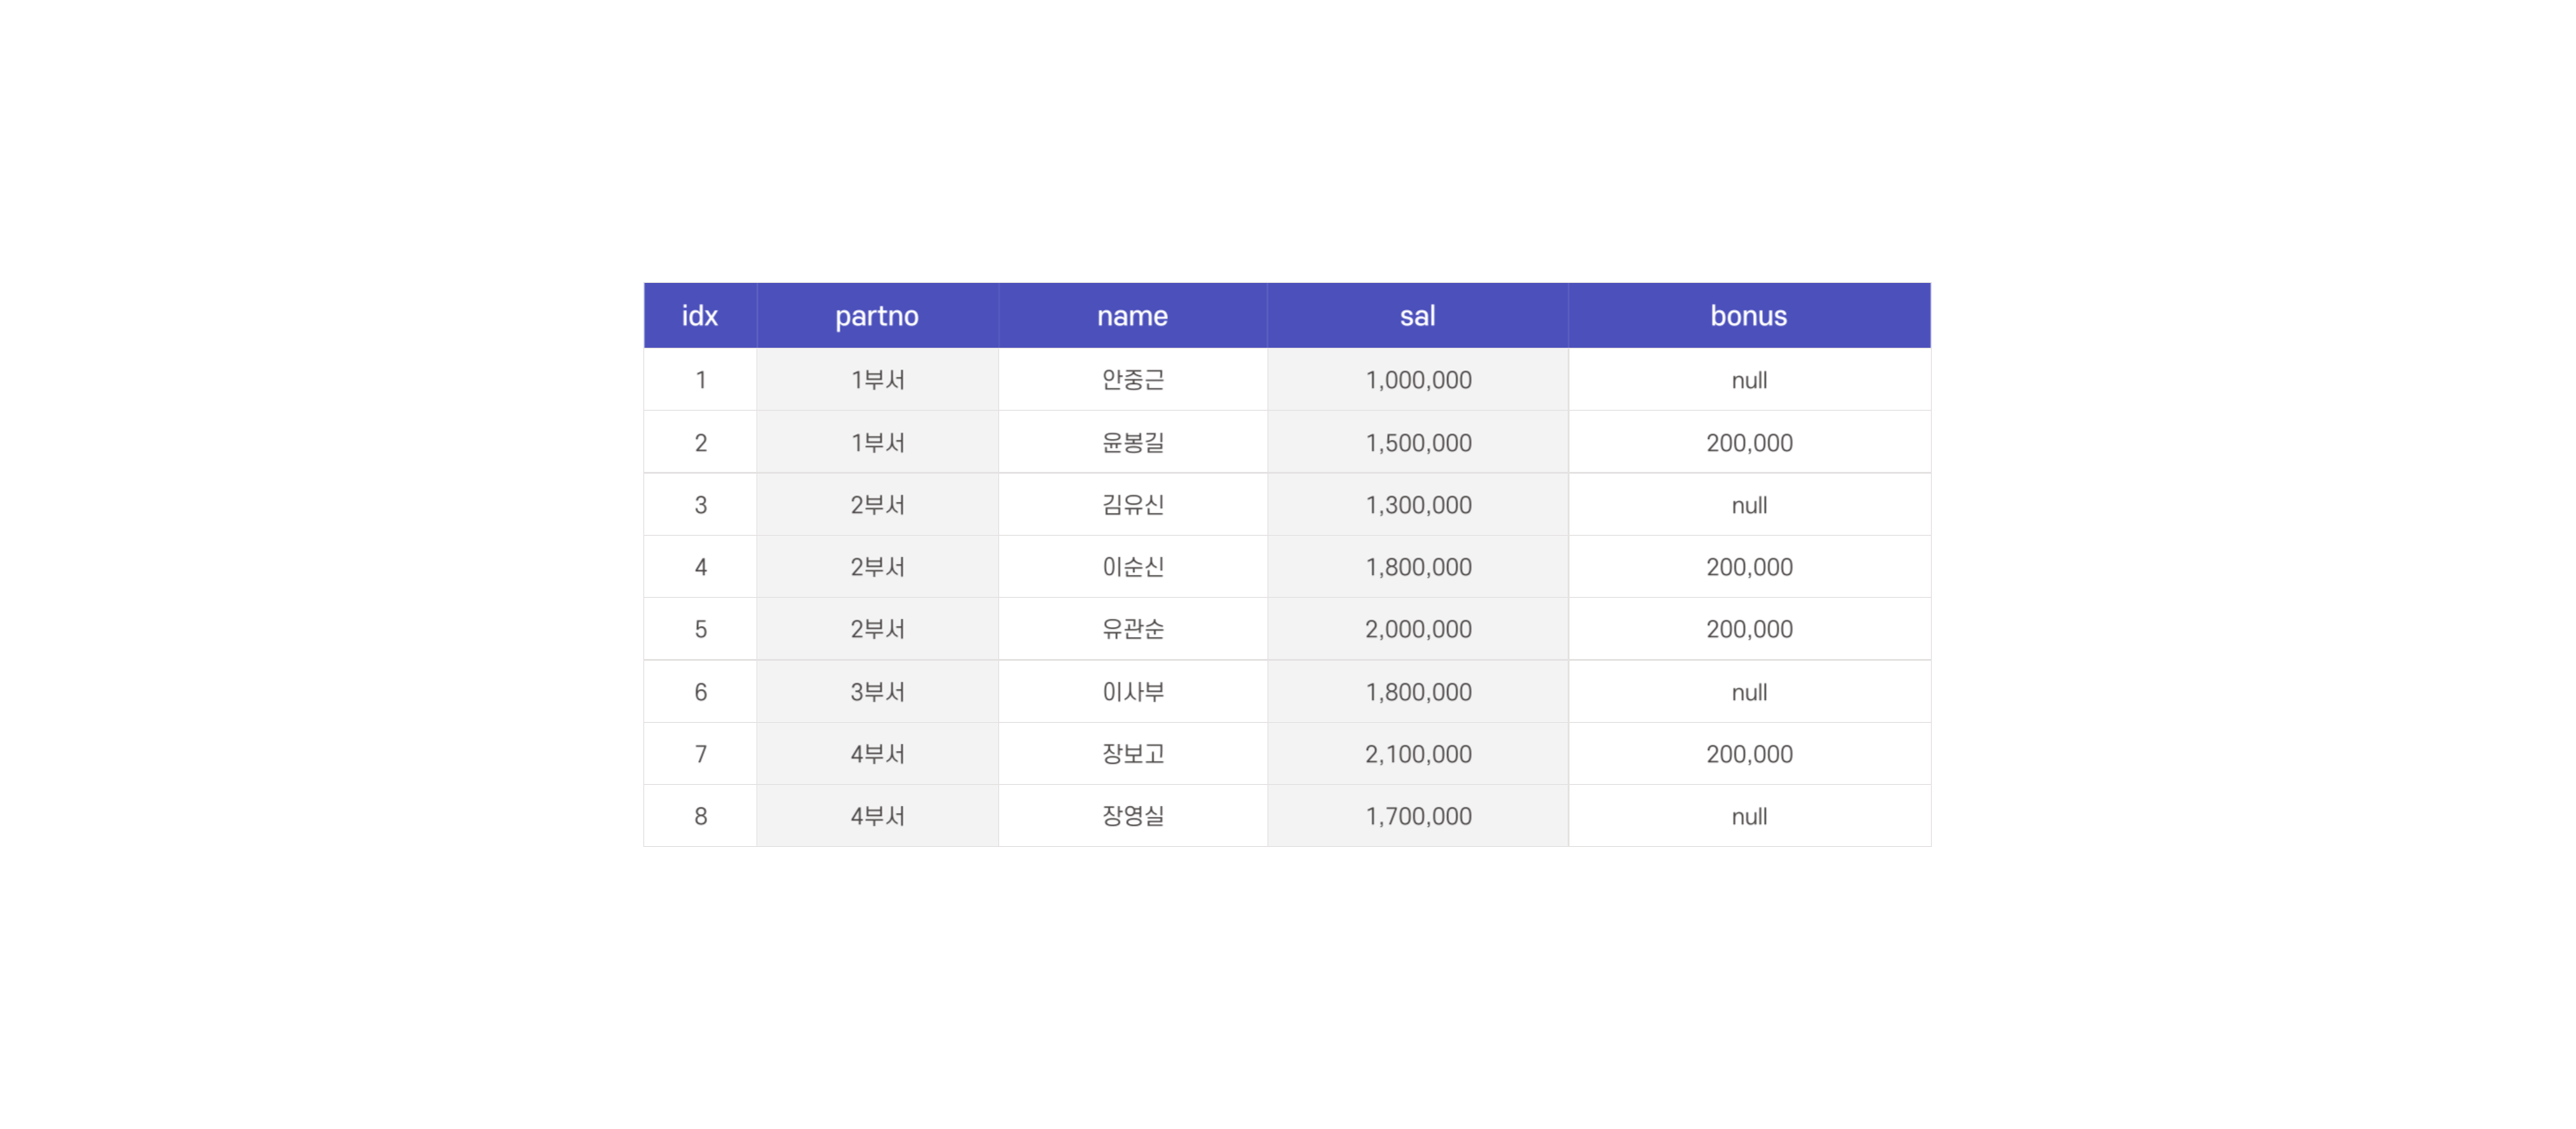 idx partno name sal bonus
1 1부서 안중근 1,000,000 null
2 1부서 윤봉길 1,500,000 200,000
3 2부서 김유신 1,300,000 null
4 2부서 이순신 1,800,000 200,000
5 2부서 유관순 2,000,000 200,000
6 3부서 이사부 1,800,000 null
7 4부서 장보고 2,100,000 200,000
8 4부서 장영실 1,700,000 null